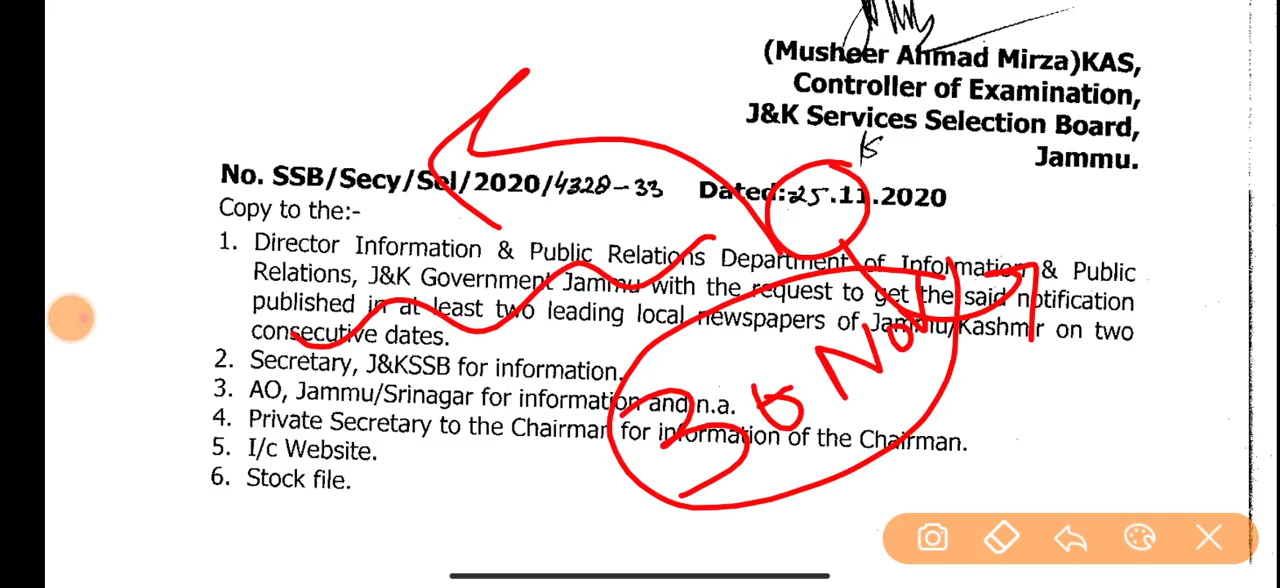 (Musheer Ahmad Mirza)KAS,
Controller of Examination,
J&K Services Selection Board,
Jammu.
No. SSB/Secy/Sel/2020/4328-33 Dated:25.11.2020
Copy to the:-
1. Director Information & Public Relations Department of Information & Public
Relations, J&K Government Jammu with the request to get the said notification
published in at least two leading local newspapers of Jammu/Kashmir on two
consecutive dates.
2. Secretary, J&KSSB for information.
3. AO, Jammu/Srinagar for information and n.a.
4. Private Secretary to the Chairman for information of the Chairman.
5. I/c Website.
6. Stock file.
Nov